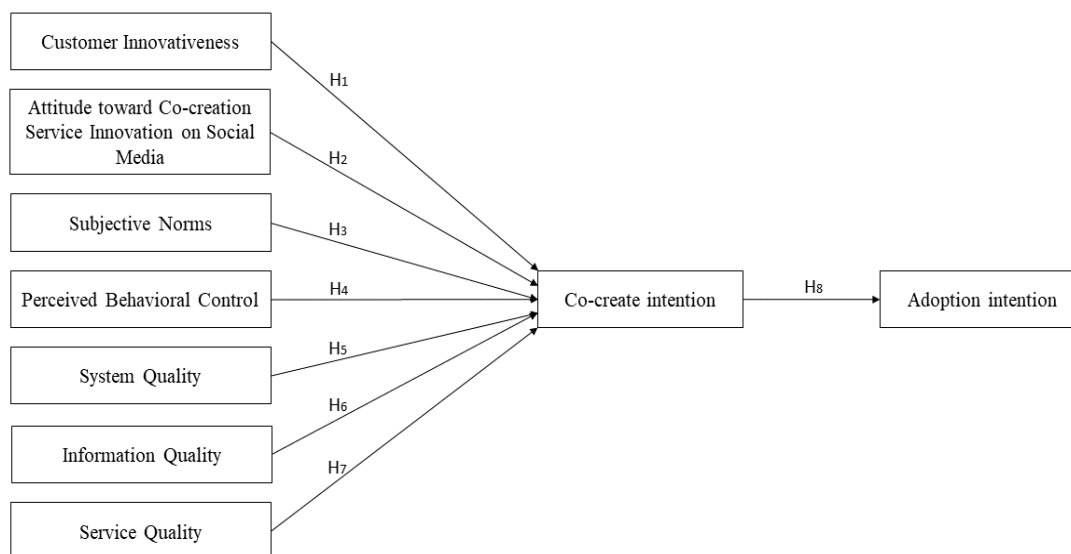 Customer Innovativeness
H1
Attitude toward Co-creation
Service Innovation on Social
Media
H2
Subjective Norms
H3
Perceived Behavioral Control
H4
System Quality
H5
Information Quality
H6
Service Quality
H7
Co-create intention
H8
Adoption intention